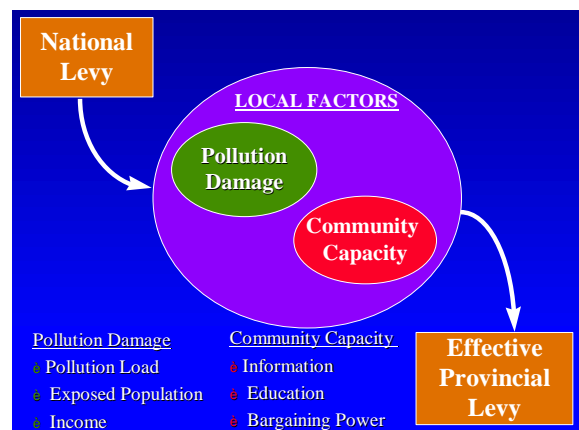 National
Levy
LOCAL FACTORS
Pollution
Damage
Community
Capacity
Pollution Damage
è Pollution Load
è Exposed Population
è Income
Community Capacity
è Information
è Education
è Bargaining Power
Effective
Provincial
Levy